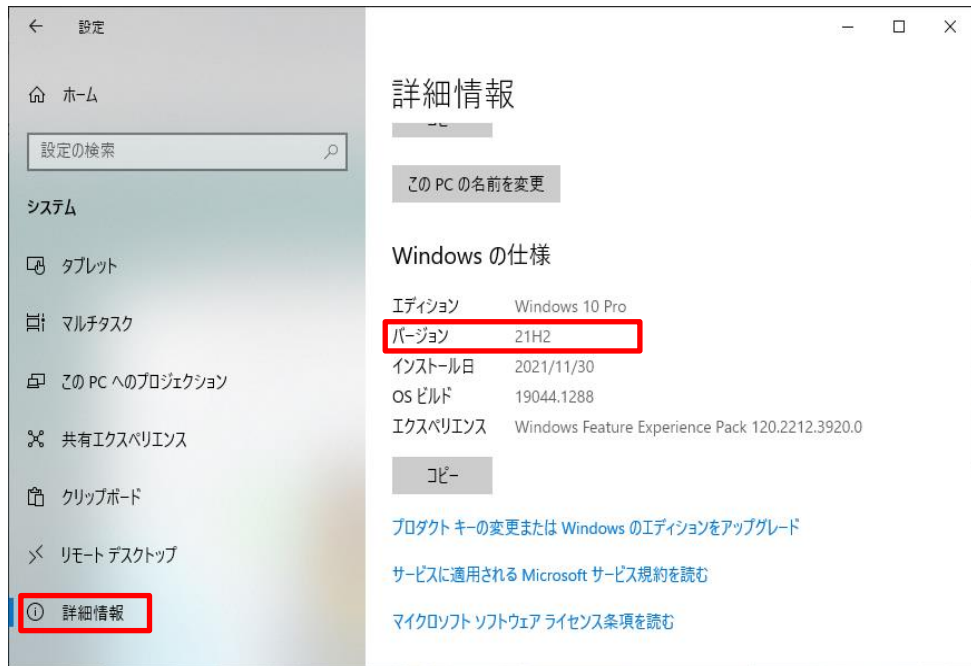 設定
ホーム
設定の検索
システム
タブレット
マルチタスク
この PC へのプロジェクション
共有エクスペリエンス
クリップボード
リモート デスクトップ
詳細情報
詳細情報
コピー
この PC の名前を変更
Windows の仕様
エディション Windows 10 Pro
バージョン 21H2
インストール日 2021/11/30
OS ビルド 19044.1288
エクスペリエンス Windows Feature Experience Pack 120.2212.3920.0
コピー
プロダクト キーの変更または Windows のエディションをアップグレード
サービスに適用される Microsoft サービス規約を読む
マイクロソフト ソフトウェア ライセンス条項を読む